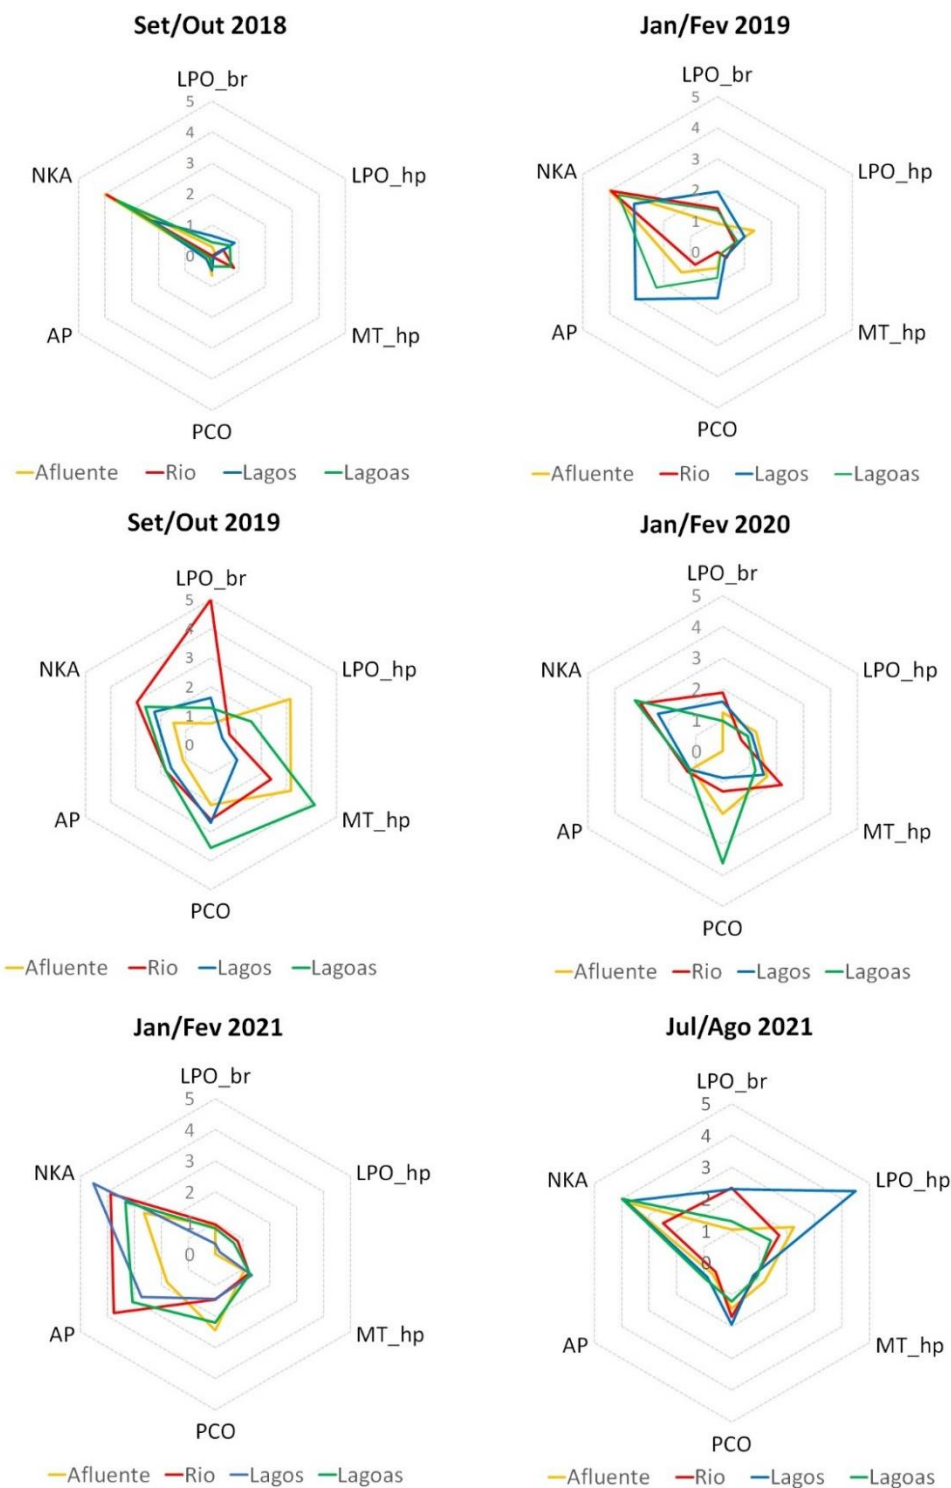 Set/Out 2018
LPO_br
5
4
3
2
1
0
NKA
LPO_hp
AP
MT_hp
PCO
Afluente Rio Lagos Lagoas
Jan/Fev 2019
LPO_br
5
4
3
2
1
0
NKA
LPO_hp
AP
MT_hp
PCO
Afluente Rio Lagos Lagoas
Set/Out 2019
LPO_br
5
4
3
2
1
0
NKA
LPO_hp
AP
MT_hp
PCO
Afluente Rio Lagos Lagoas
Jan/Fev 2020
LPO_br
5
4
3
2
1
0
NKA
LPO_hp
AP
MT_hp
PCO
Afluente Rio Lagos Lagoas
Jan/Fev 2021
LPO_br
5
4
3
2
1
0
NKA
LPO_hp
AP
MT_hp
PCO
Afluente Rio Lagos Lagoas
Jul/Ago 2021
LPO_br
5
4
3
2
1
0
NKA
LPO_hp
AP
MT_hp
PCO
Afluente Rio Lagos Lagoas